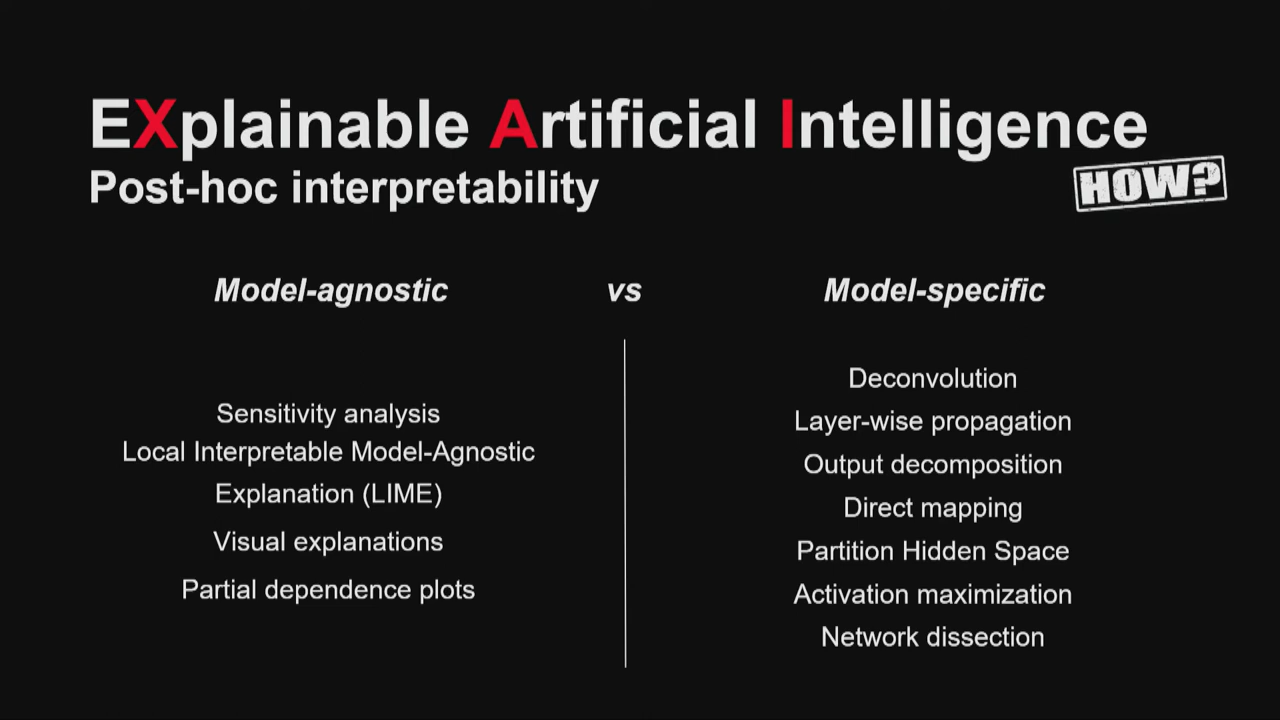 EXplainable Artificial Intelligence
Post-hoc interpretability
HOW?
Model-agnostic
vs
Model-specific
Sensitivity analysis
Local Interpretable Model-Agnostic
Explanation (LIME)
Visual explanations
Partial dependence plots
Deconvolution
Layer-wise propagation
Output decomposition
Direct mapping
Partition Hidden Space
Activation maximization
Network dissection